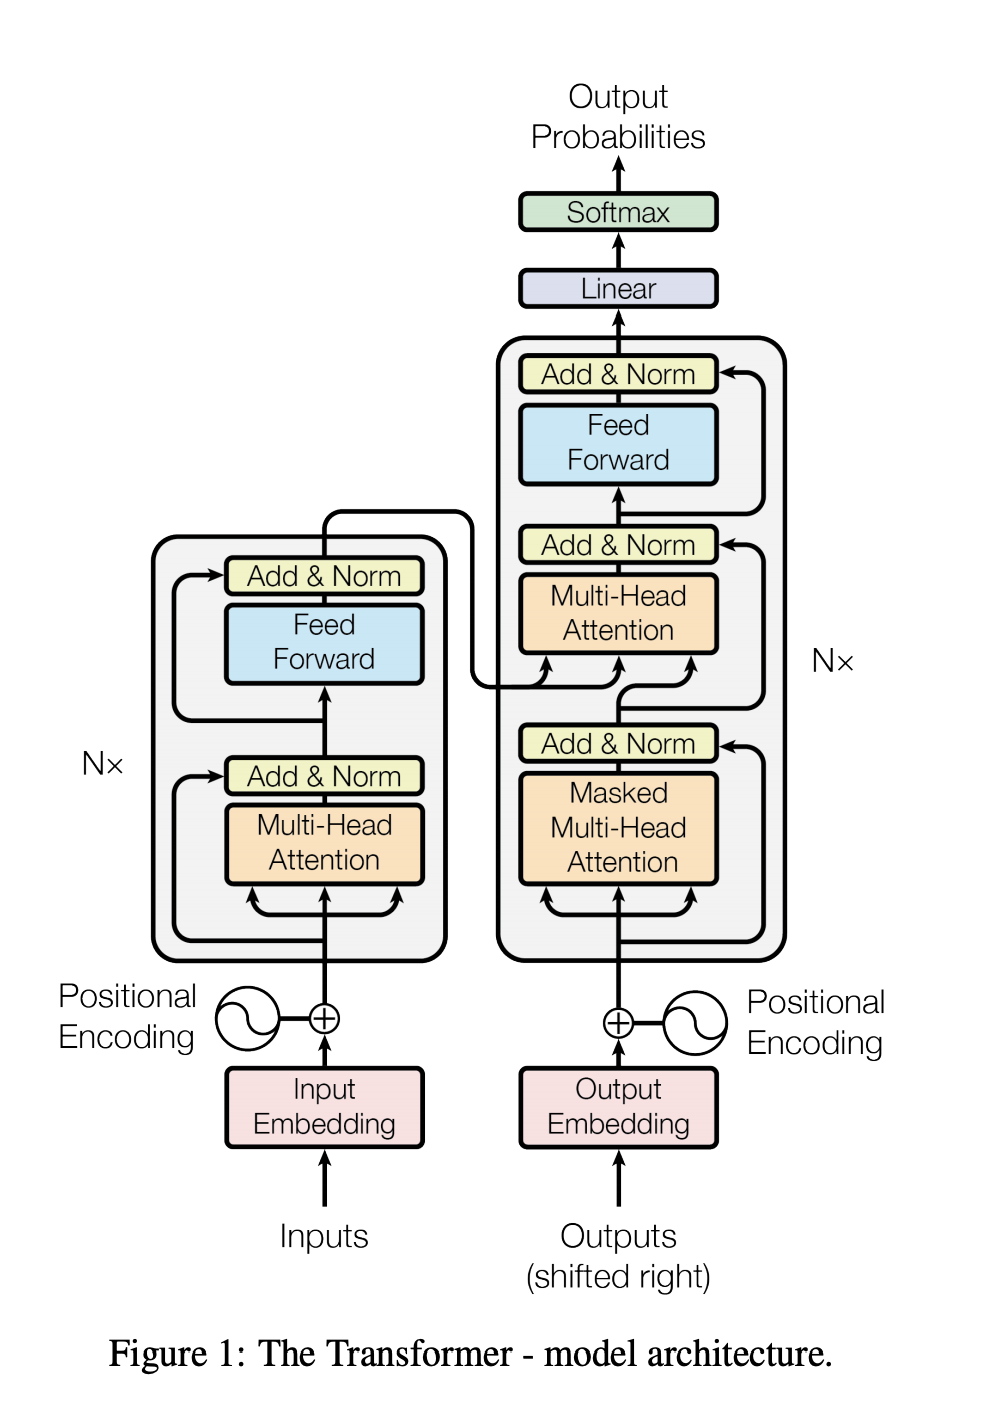 Output
Probabilities
Softmax
Linear
Add & Norm
Feed
Forward
Add & Norm
Multi-Head
Attention
Nx
Add & Norm
Masked
Multi-Head
Attention
Add & Norm
Feed
Forward
N×
Add & Norm
Multi-Head
Attention
Positional
Encoding
Positional
Encoding
Input
Embedding
Output
Embedding
Inputs
Outputs
(shifted right)
Figure 1: The Transformer - model architecture.